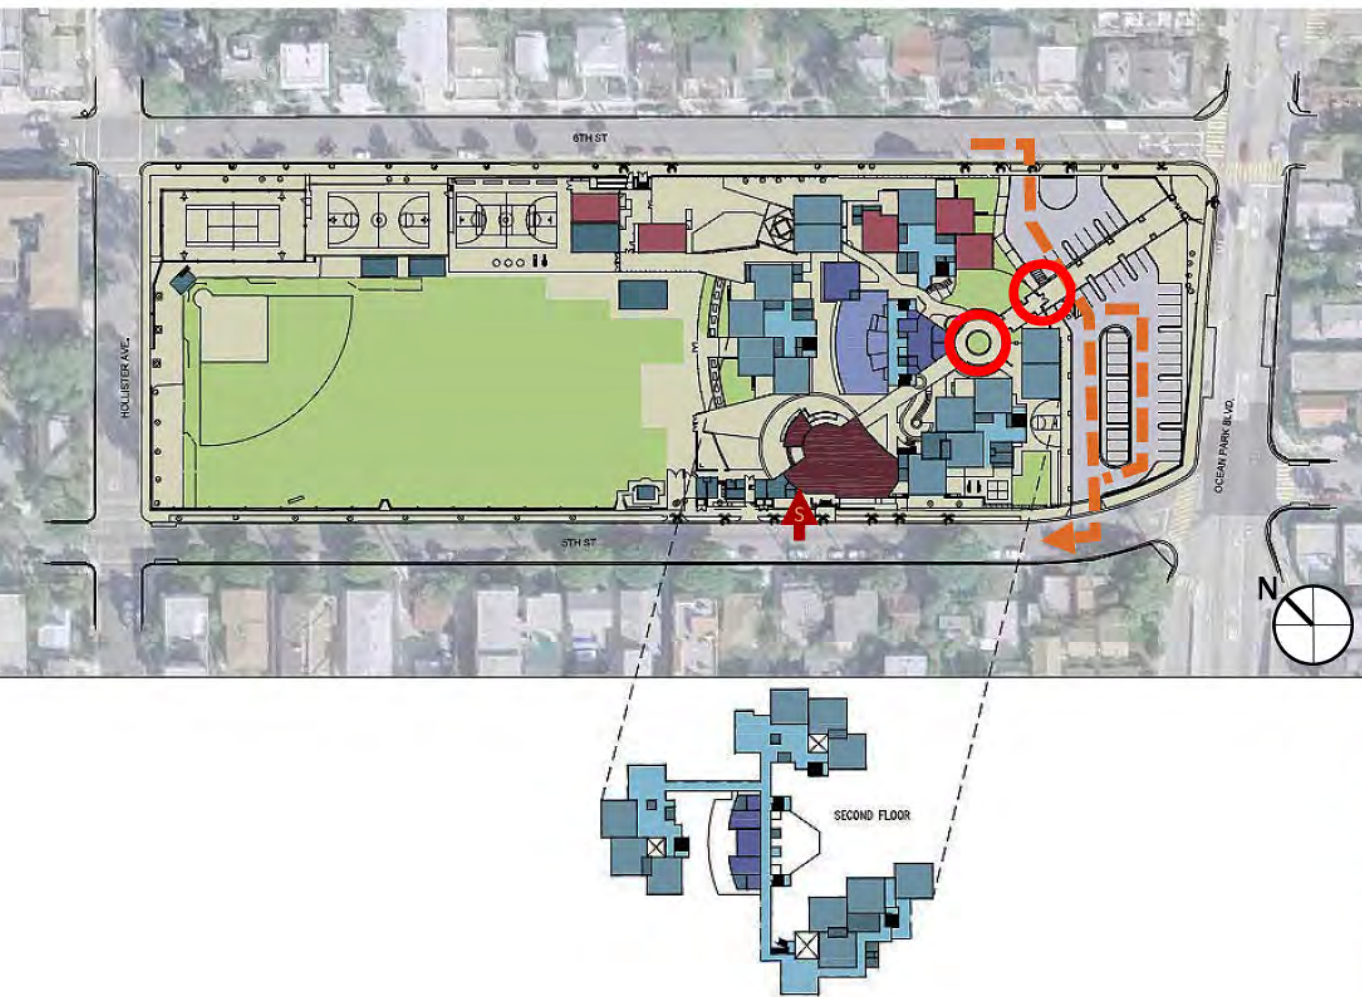 6TH ST
HOLLISTER AVE.
OCEAN PARK BLVD.
S
5TH ST
N
SECOND FLOOR